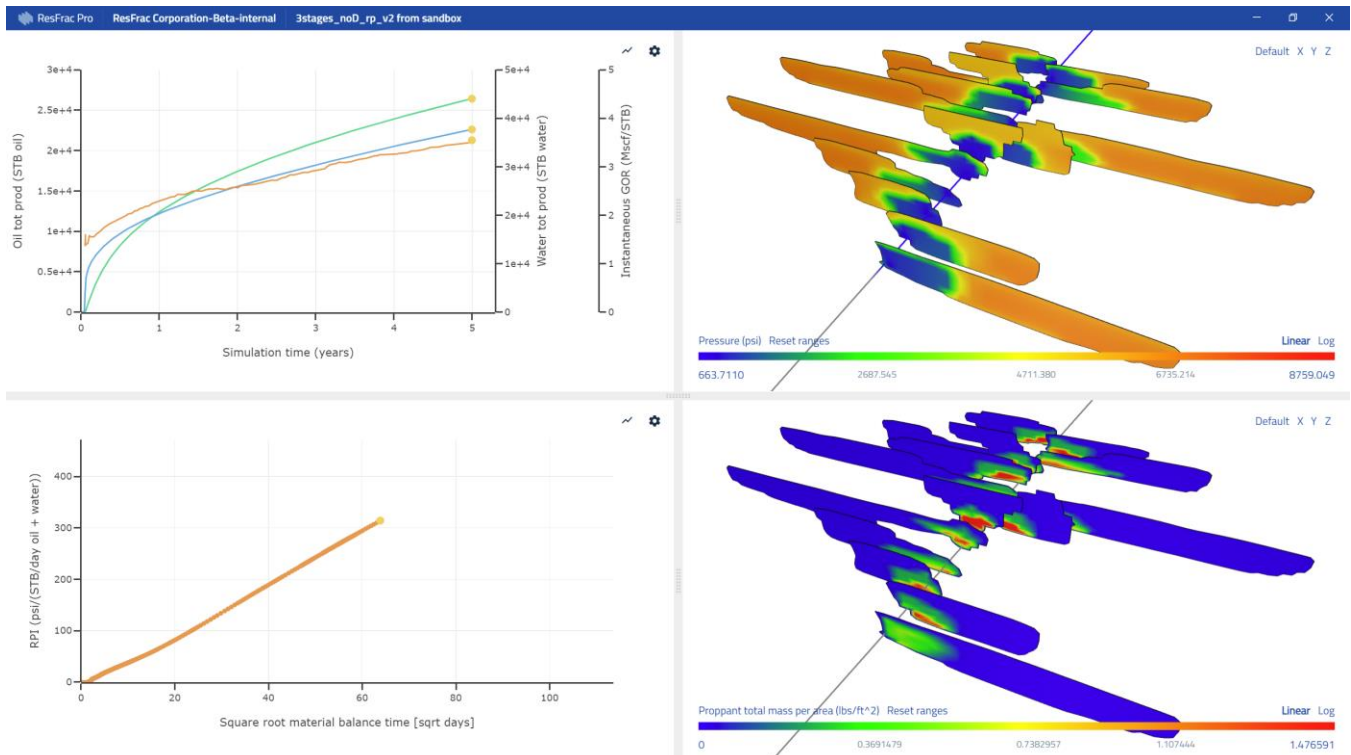 ResFrac Pro ResFrac Corporation-Beta-internal 3stages_noD_rp_v2 from sandbox
Oil tot prod (STB oil)
3e+4
2.5e+4
2e+4
1.5e+4
1e+4
0.5e+4
0
0 1 2 3 4 5
Simulation time (years)
5e+4
4e+4
3e+4
2e+4
1e+4
0
Water tot prod (STB water)
5
4
3
2
1
0
Instantaneous GOR (Mscf/STB)
Default X Y Z
Pressure (psi) Reset ranges Linear Log
663.7110 2687.545 4711.380 6735.214 8759.049
RPI (psi/(STB/day oil + water))
400
300
200
100
0
0 20 40 60 80 100
Square root material balance time [sqrt days]
Default X Y Z
Proppant total mass per area (lbs/ft^2) Reset ranges Linear Log
0 0.3691479 0.7382957 1.107444 1.476591